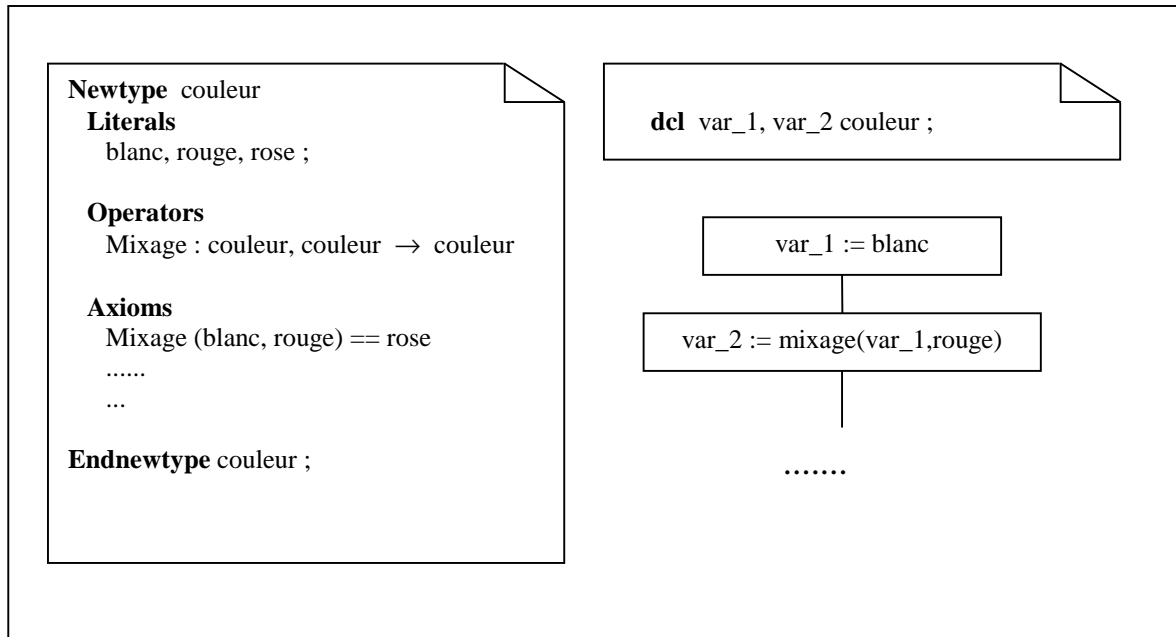 Newtype couleur
Literals
blanc, rouge, rose ;
Operators
Mixage : couleur, couleur → couleur
Axioms
Mixage (blanc, rouge) == rose
......
...
Endnewtype couleur ;
dcl var_1, var_2 couleur ;
var_1 := blanc
var_2 := mixage(var_1,rouge)
.......